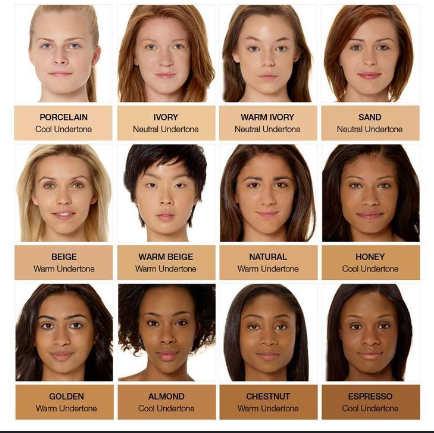 PORCELAIN
Cool Undertone
IVORY
Neutral Undertone
WARM IVORY
Neutral Undertone
SAND
Neutral Undertone
BEIGE
Warm Undertone
WARM BEIGE
Warm Undertone
NATURAL
Warm Undertone
HONEY
Cool Undertone
GOLDEN
Warm Undertone
ALMOND
Cool Undertone
CHESTNUT
Warm Undertone
ESPRESSO
Cool Undertone